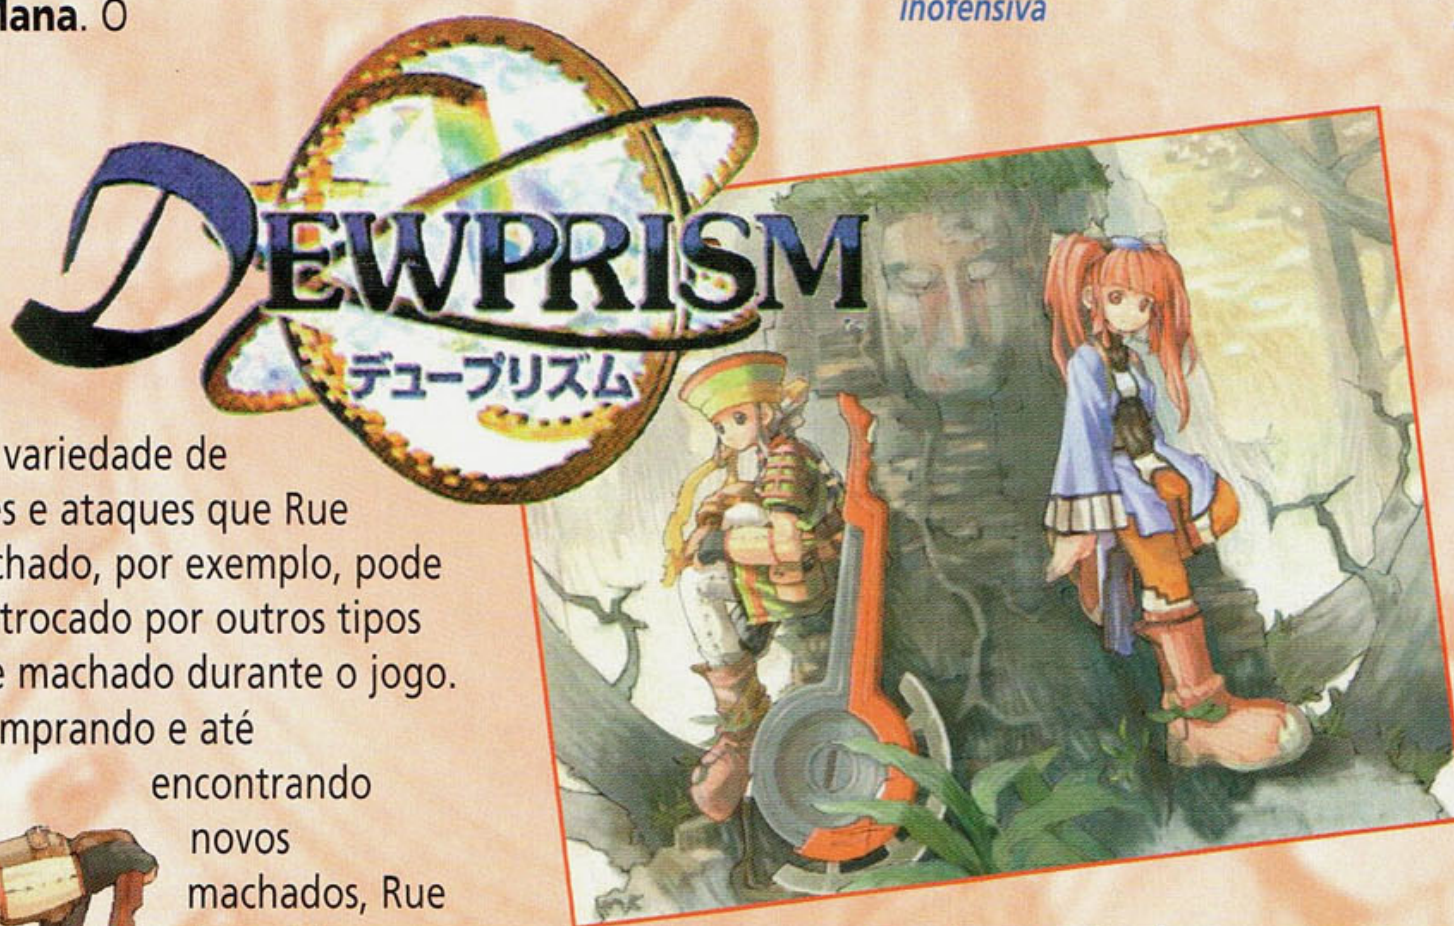 lana. O
inofensiva
DEWPRISM
デュープリズム
variedade de
s e ataques que Rue
chado, por exemplo, pode
trocado por outros tipos
e machado durante o jogo.
mprando e até
encontrando
novos
machados, Rue